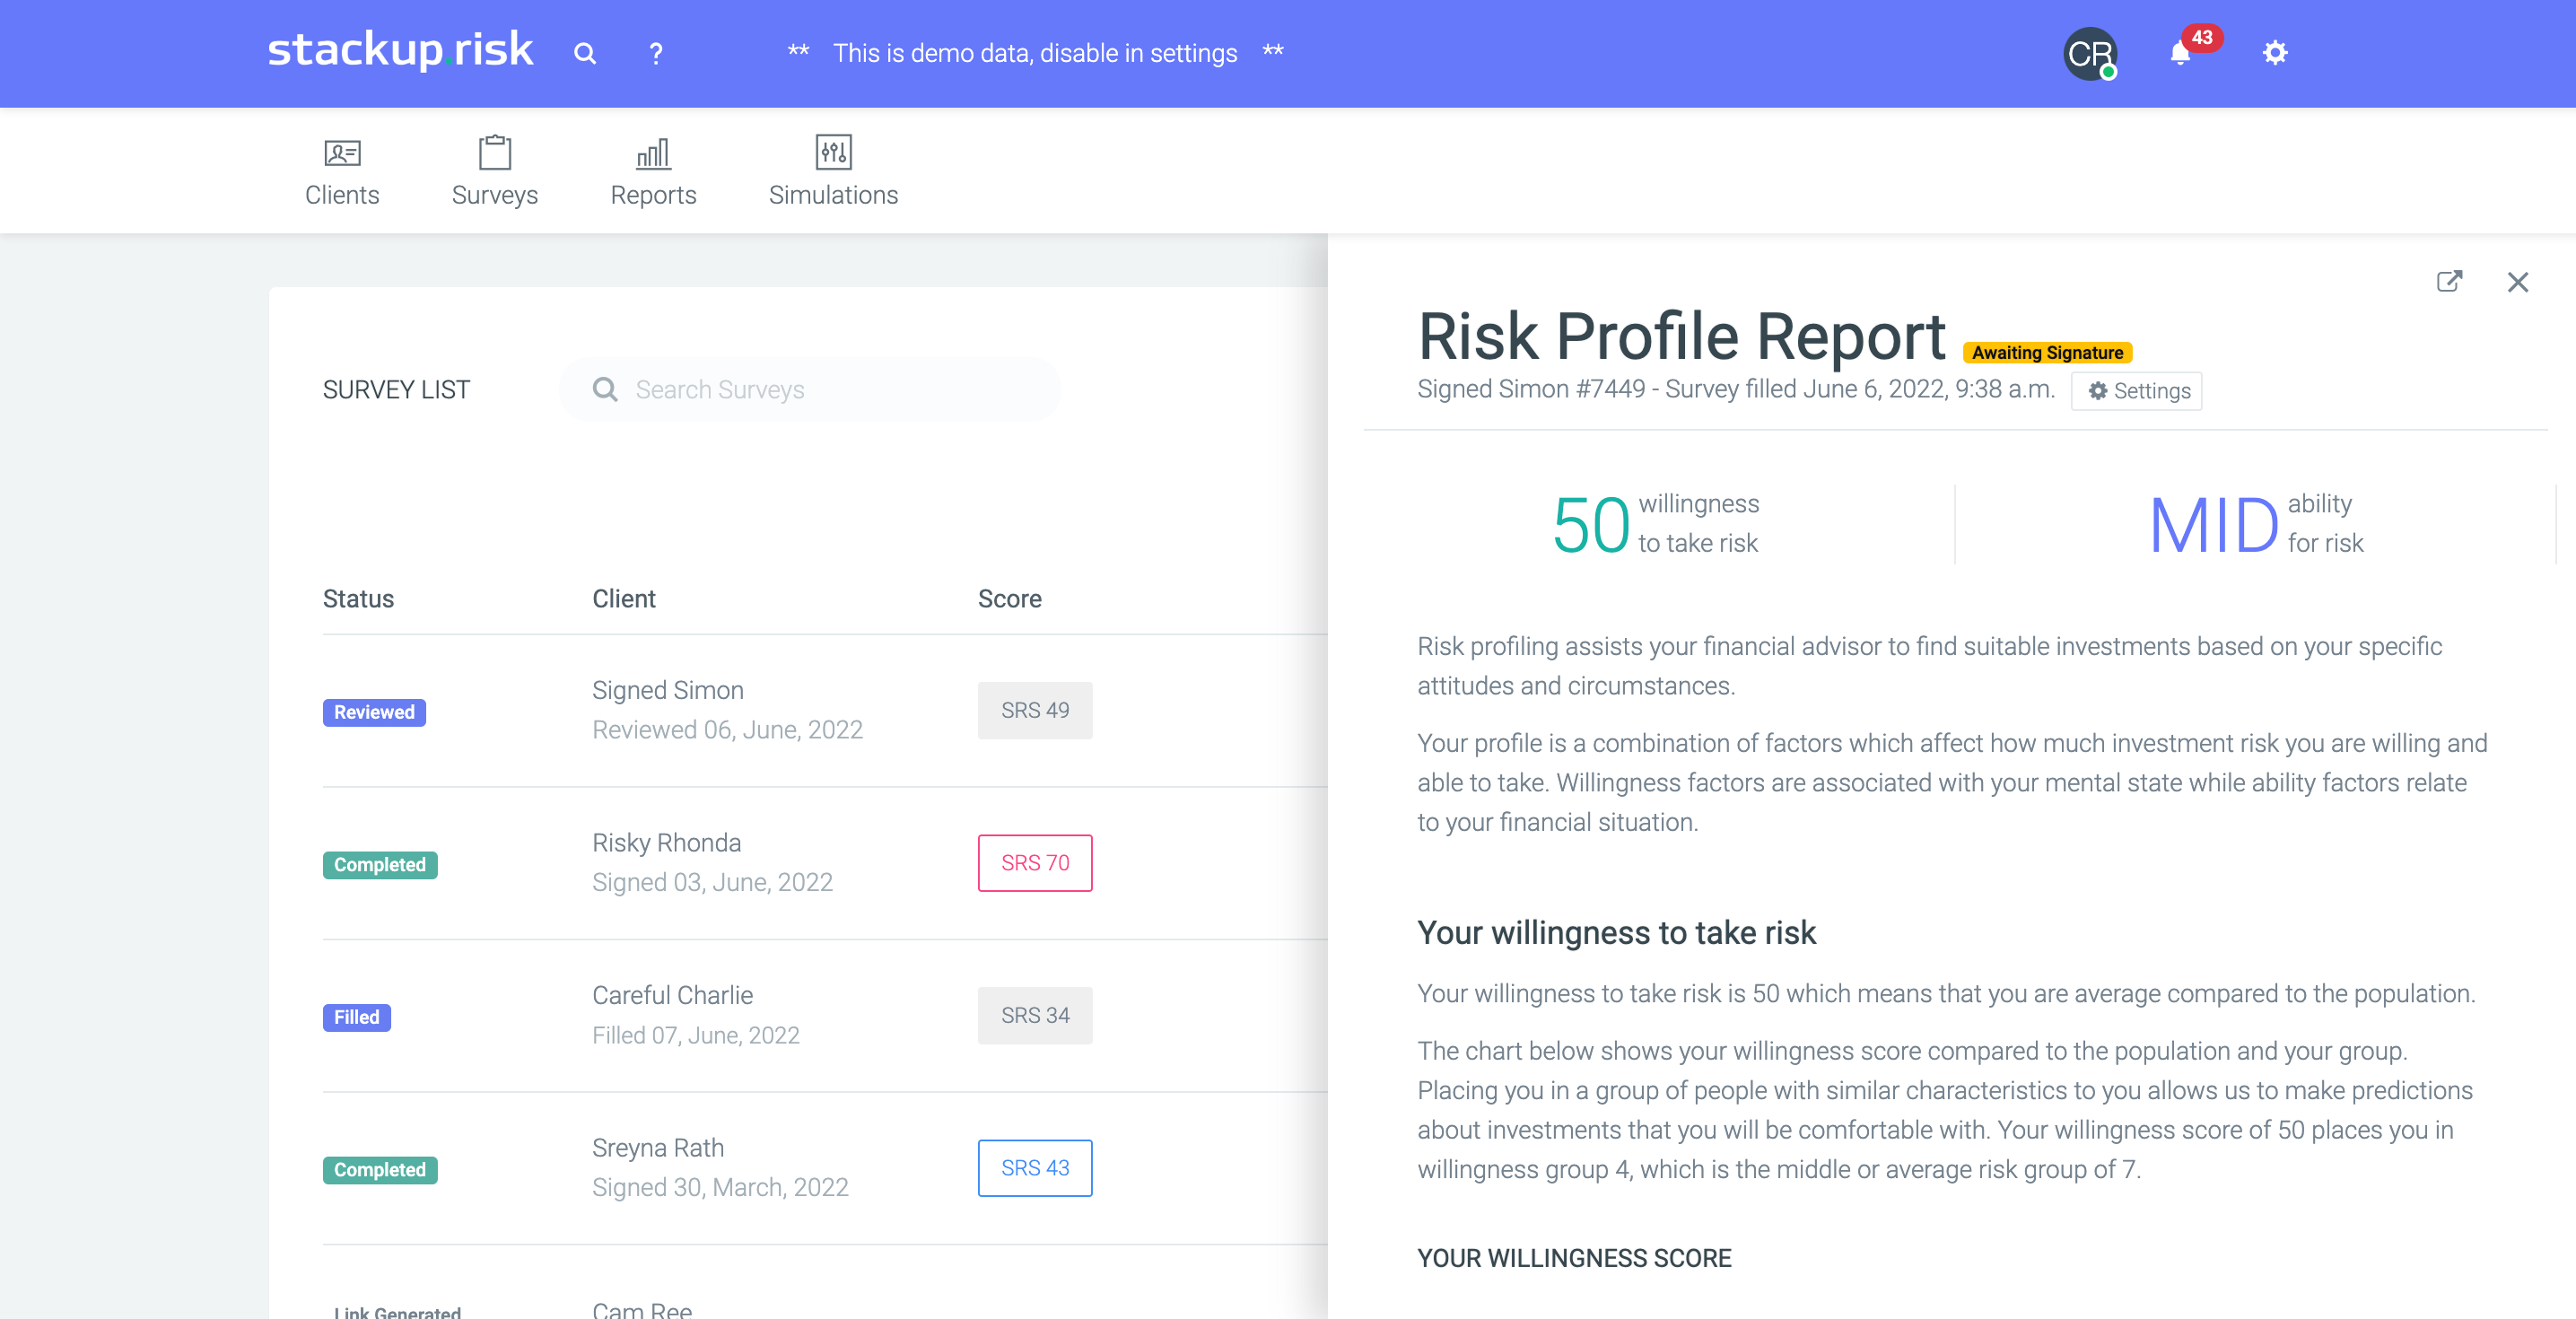 stackup.risk
?
** This is demo data, disable in settings **
CR
43
Clients
Surveys
Reports
Simulations
SURVEY LIST
Search Surveys
Status Client Score
Reviewed
Signed Simon
Reviewed 06, June, 2022
SRS 49
Completed
Risky Rhonda
Signed 03, June, 2022
SRS 70
Filled
Careful Charlie
Filled 07, June, 2022
SRS 34
Completed
Sreyna Rath
Signed 30, March, 2022
SRS 43
Link Generated
Cam Ree
Risk Profile Report Awaiting Signature
Signed Simon #7449 - Survey filled June 6, 2022, 9:38 a.m. Settings
50 willingness
to take risk
MID ability
for risk
Risk profiling assists your financial advisor to find suitable investments based on your specific
attitudes and circumstances.
Your profile is a combination of factors which affect how much investment risk you are willing and
able to take. Willingness factors are associated with your mental state while ability factors relate
to your financial situation.
Your willingness to take risk
Your willingness to take risk is 50 which means that you are average compared to the population.
The chart below shows your willingness score compared to the population and your group.
Placing you in a group of people with similar characteristics to you allows us to make predictions
about investments that you will be comfortable with. Your willingness score of 50 places you in
willingness group 4, which is the middle or average risk group of 7.
YOUR WILLINGNESS SCORE